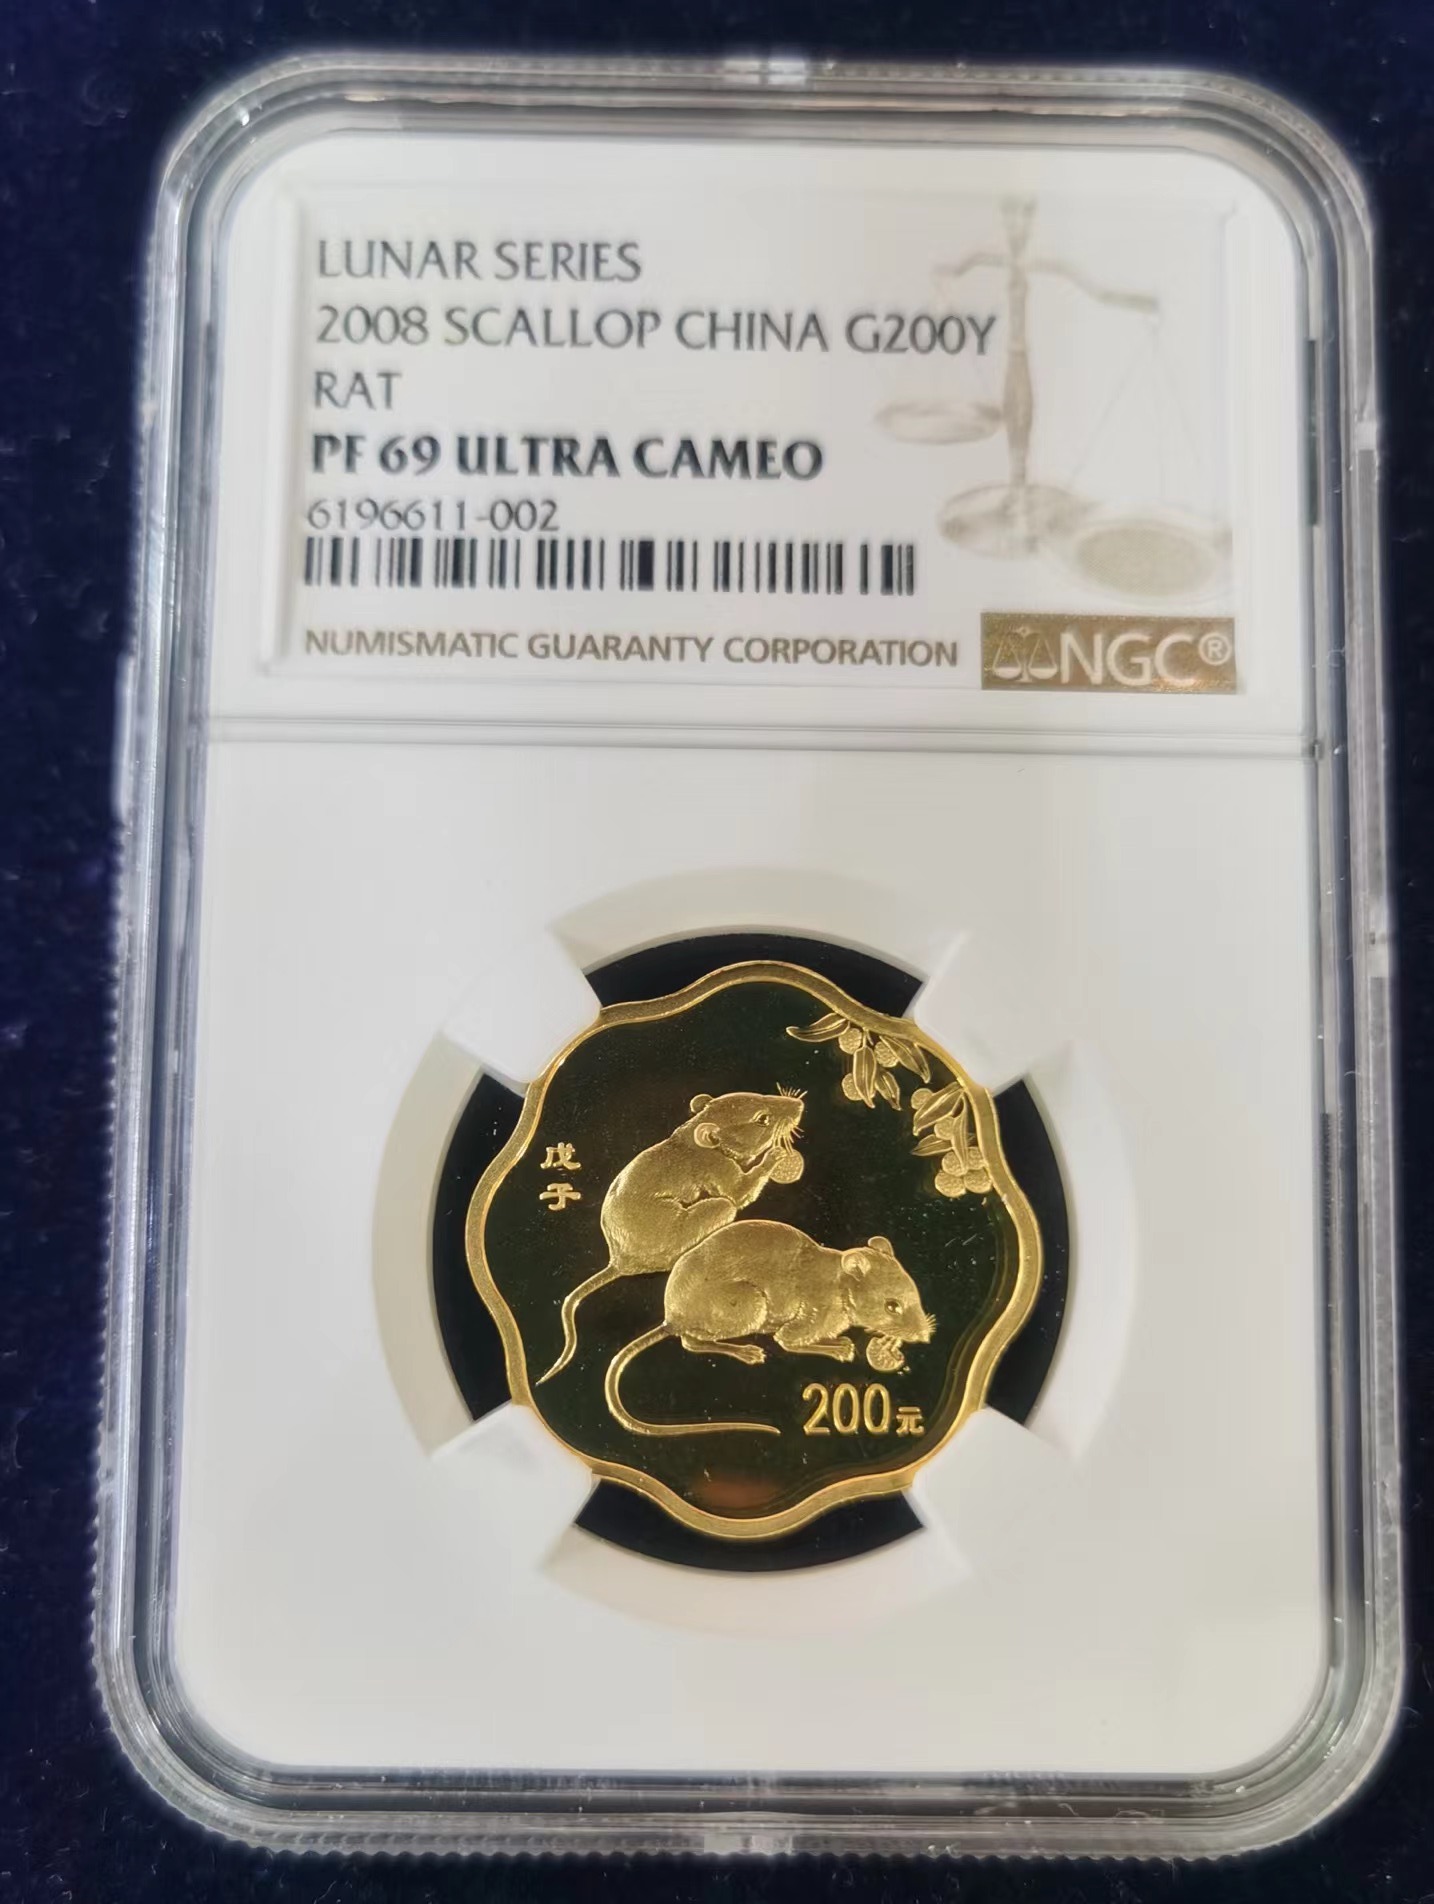 LUNAR SERIES
2008 SCALLOP CHINA G200Y
RAT
PF 69 ULTRA CAMEO
6196611-002
NUMISMATIC GUARANTY CORPORATION NGC®
戊
子
200元